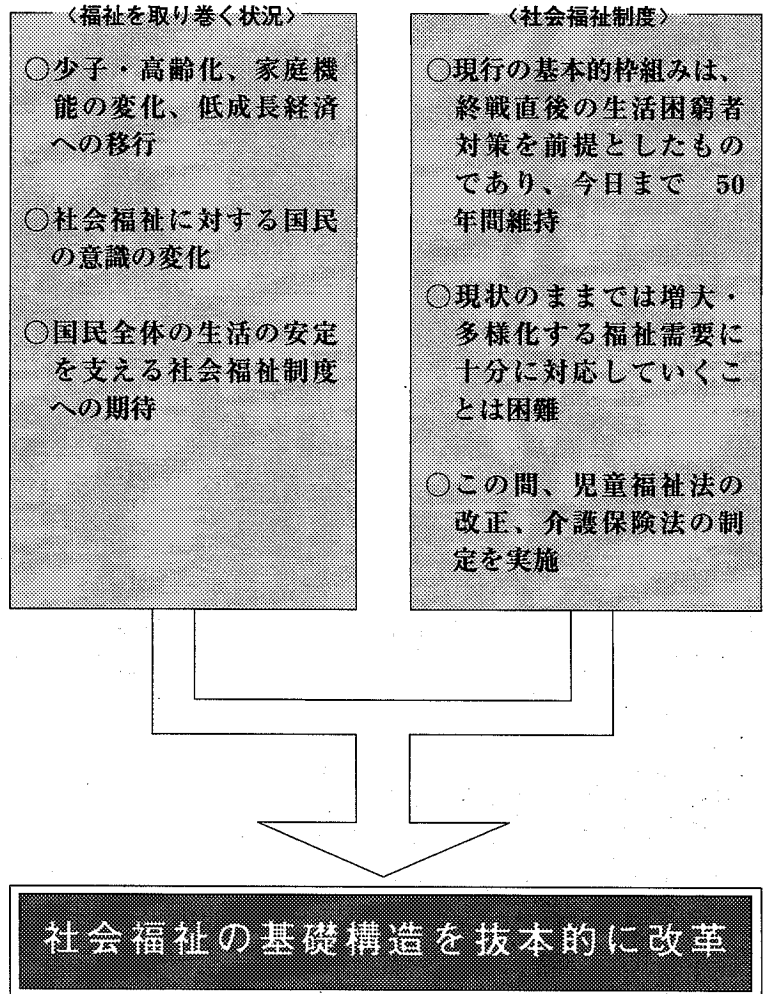 〈福祉を取り巻く状況〉
○少子・高齢化、家庭機
能の変化、低成長経済
への移行
○社会福祉に対する国民
の意識の変化
○国民全体の生活の安定
を支える社会福祉制度
への期待
〈社会福祉制度〉
○現行の基本的枠組みは、
終戦直後の生活困窮者
対策を前提としたもの
であり、今日まで 50
年間維持
○現状のままでは増大・
多様化する福祉需要に
十分に対応していくこ
とは困難
○この間、児童福祉法の
改正、介護保険法の制
定を実施
社会福祉の基礎構造を抜本的に改革